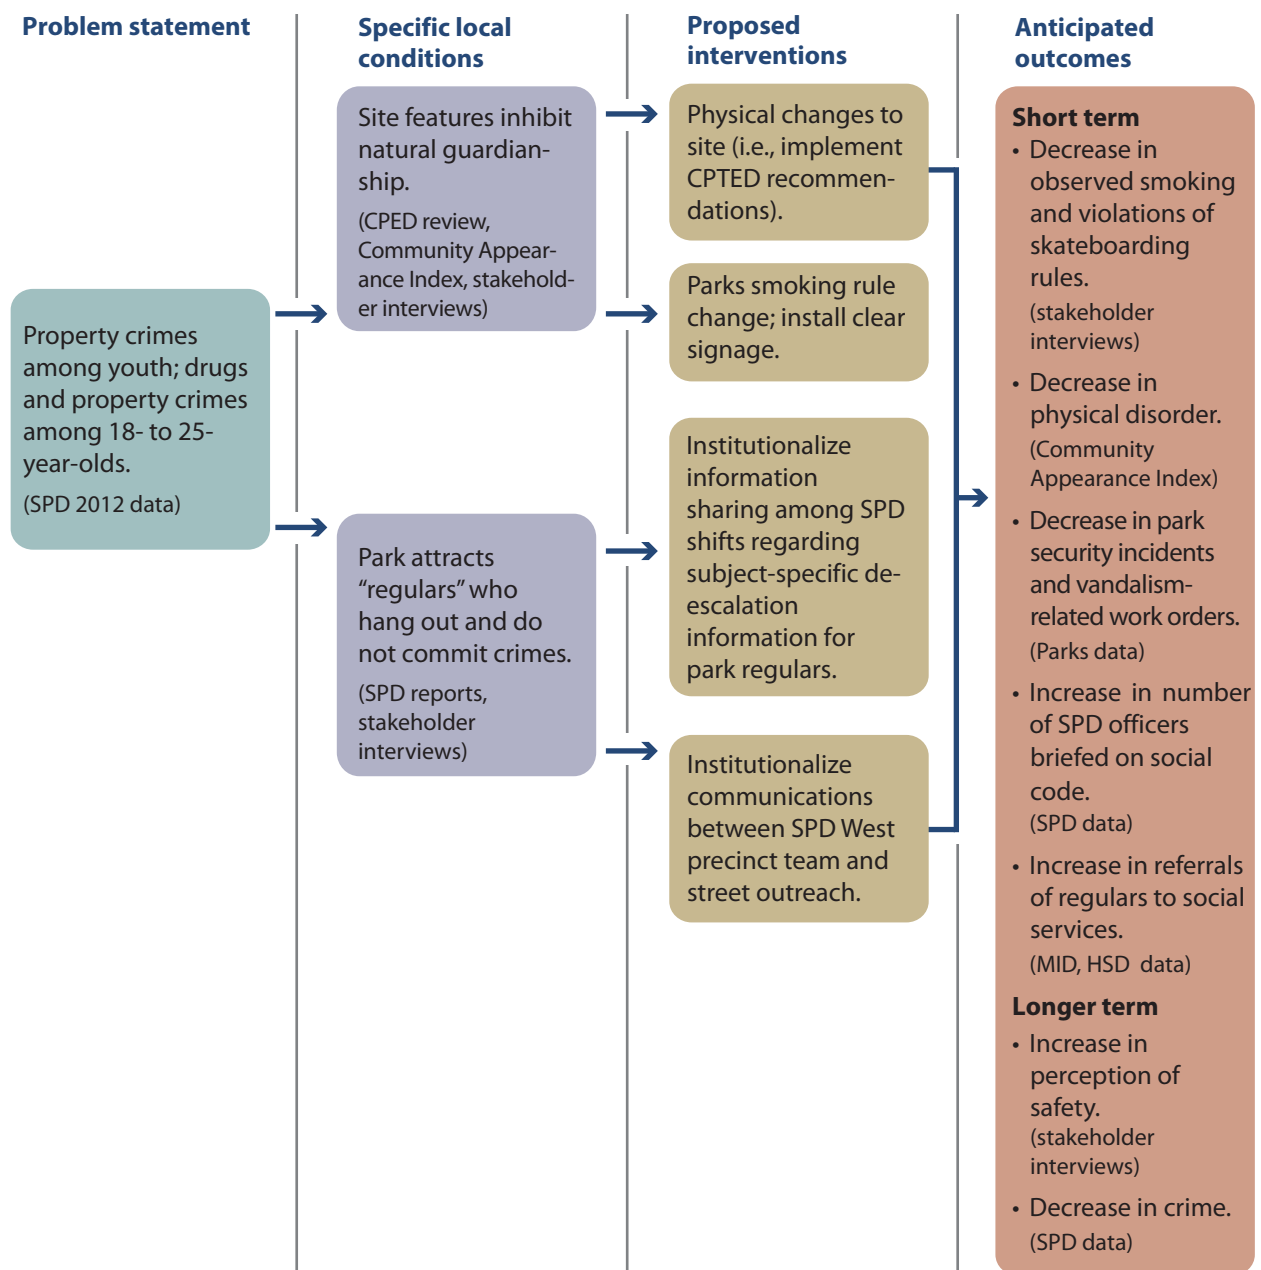 Problem statement
Specific local
conditions
Proposed
interventions
Anticipated
outcomes
Property crimes
among youth; drugs
and property crimes
among 18- to 25-
year-olds.
(SPD 2012 data)
Site features inhibit
natural guardian-
ship.
(CPED review,
Community Appear-
ance Index, stakehold-
er interviews)
Park attracts
“regulars” who
hang out and do
not commit crimes.
(SPD reports,
stakeholder
interviews)
Physical changes to
site (i.e., implement
CPTED recommen-
dations).
Parks smoking rule
change; install clear
signage.
Institutionalize
information
sharing among SPD
shifts regarding
subject-specific de-
escalation
information for
park regulars.
Institutionalize
communications
between SPD West
precinct team and
street outreach.
Short term
• Decrease in
observed smoking
and violations of
skateboarding
rules.
(stakeholder
interviews)
• Decrease in
physical disorder.
(Community
Appearance Index)
• Decrease in park
security incidents
and vandalism-
related work orders.
(Parks data)
• Increase in number
of SPD officers
briefed on social
code.
(SPD data)
• Increase in referrals
of regulars to social
services.
(MID, HSD data)
Longer term
• Increase in
perception of
safety.
(stakeholder
interviews)
• Decrease in crime.
(SPD data)